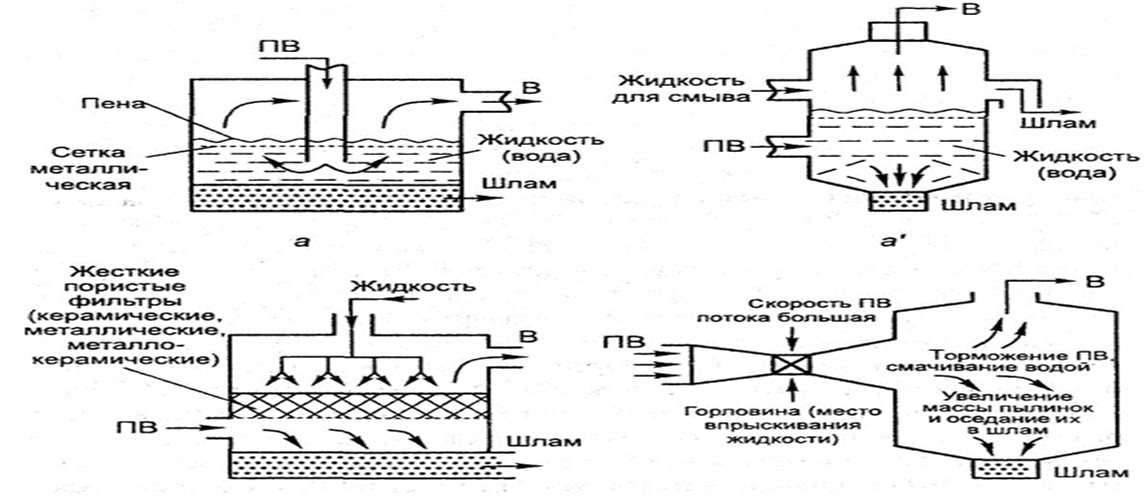 ПВ
В
Пена
Сетка
металли-
ческая
Жидкость
(вода)
Шлам
а
В
Жидкость
для смыва
Шлам
ПВ
Жидкость
(вода)
Шлам
а'
Жесткие
пористые
фильтры
(керамические,
металлические,
металло-
керамические)
Жидкость
В
ПВ
Шлам
Скорость ПВ
потока большая
В
ПВ
Торможение ПВ,
смачивание водой
Горловина (место
впрыскивания
жидкости)
Увеличение
массы пылинок
и оседание их
в шлам
Шлам